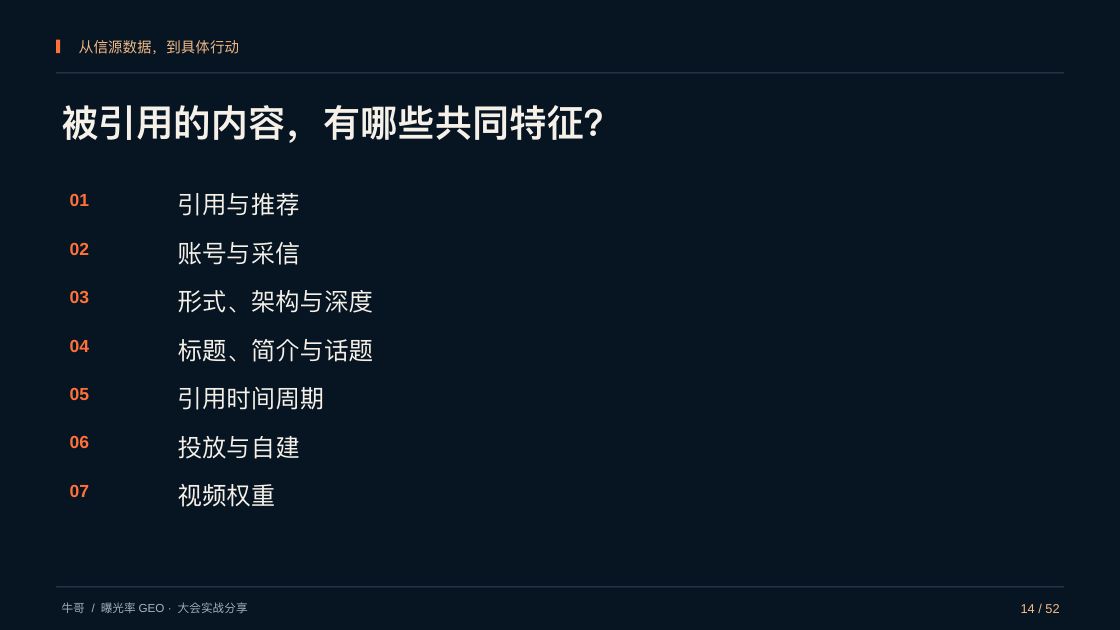 从信源数据，到具体行动
被引用的内容，有哪些共同特征？
01 引用与推荐
02 账号与采信
03 形式、架构与深度
04 标题、简介与话题
05 引用时间周期
06 投放与自建
07 视频权重
牛哥 / 曝光率 GEO · 大会实战分享
14 / 52